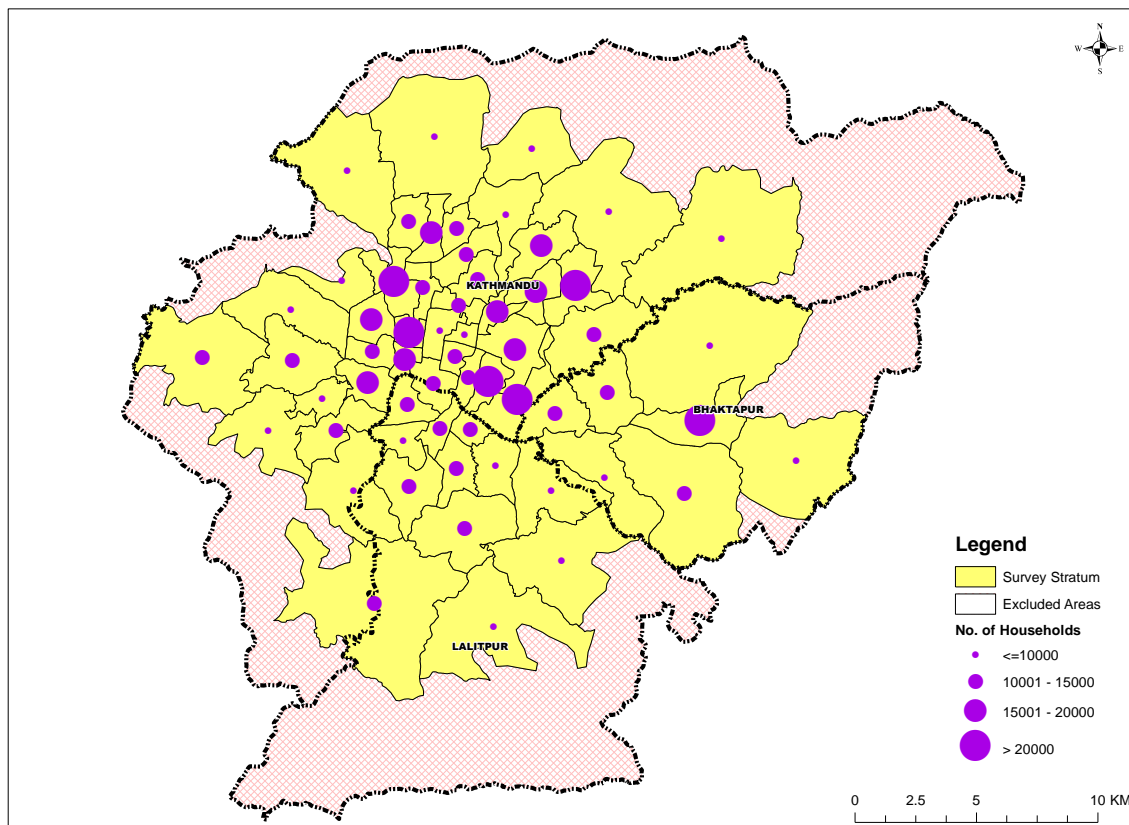 N
W E
S
KATHMANDU
BHAKTAPUR
LALITPUR
Legend
Survey Stratum
Excluded Areas
No. of Households
<=10000
10001 - 15000
15001 - 20000
> 20000
0 2.5 5 10 KM